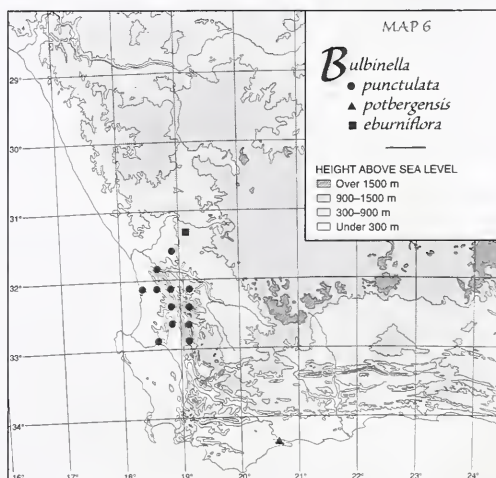 MAP 6
Bulbinella
● punctulata
▲ potbergensis
■ eburniflora
HEIGHT ABOVE SEA LEVEL
Over 1500 m
900–1500 m
300–900 m
Under 300 m
29°
30°
31°
32°
33°
34°
16°
17°
18°
19°
20°
21°
22°
23°
24°